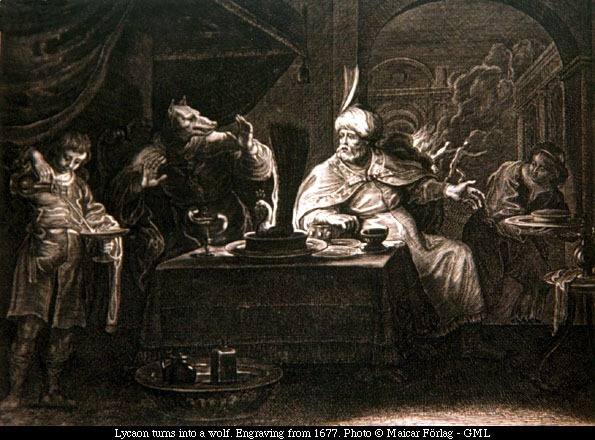 Lycaon turns into a wolf. Engraving from 1677. Photo © Maicar Förlag - GML